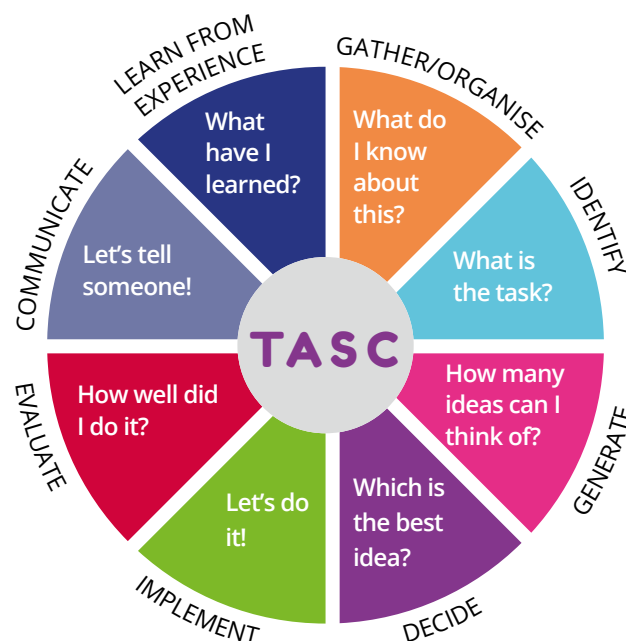 GATHER/ORGANISE
What do
I know
about
this?
IDENTIFY
What is
the task?
GENERATE
How many
ideas can I
think of?
DECIDE
Which is
the best
idea?
IMPLEMENT
Let's do
it!
EVALUATE
How well did
I do it?
COMMUNICATE
Let's tell
someone!
LEARN FROM
EXPERIENCE
What
have I
learned?
TASC